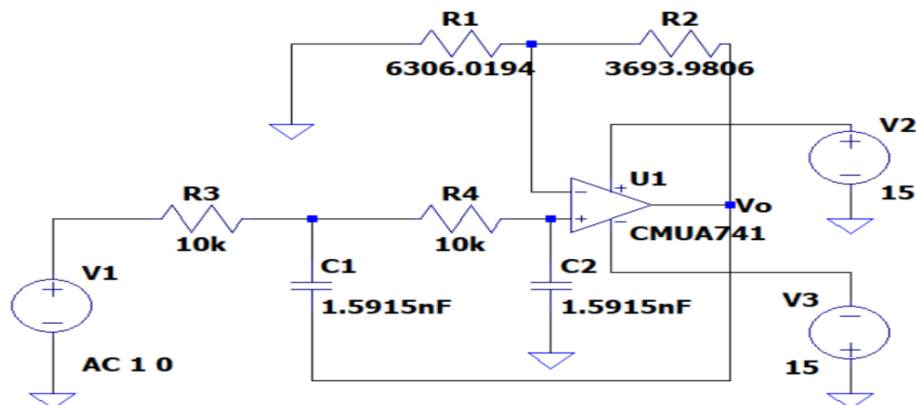 R1
R2
6306.0194
3693.9806
V2
15
R3
10k
R4
10k
U1
Vo
CMUA741
V1
AC 1 0
C1
1.5915nF
C2
1.5915nF
V3
15